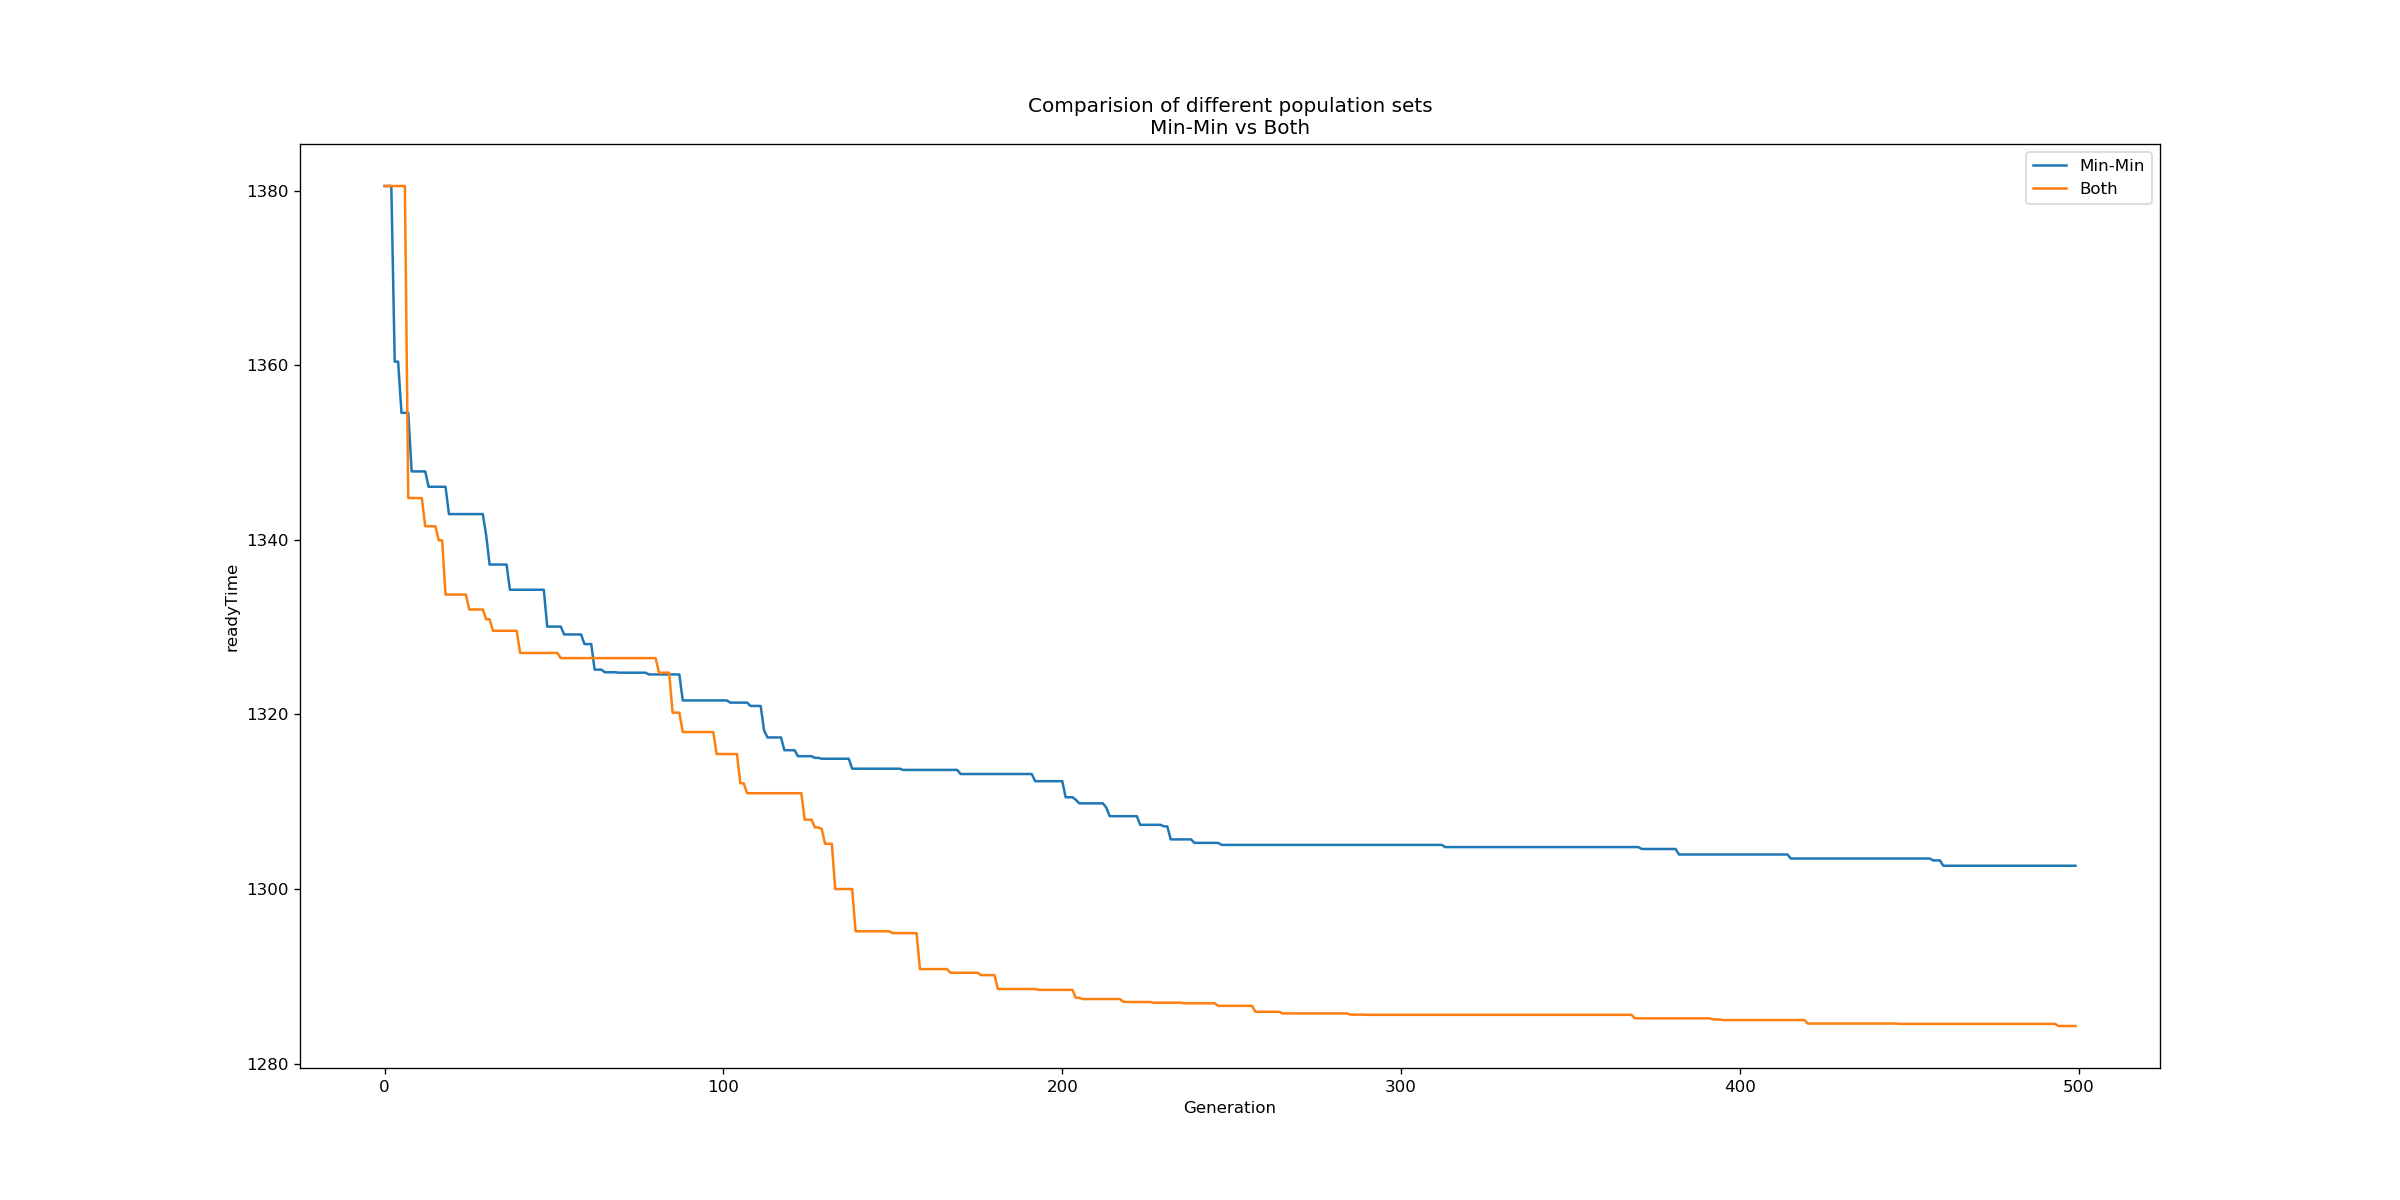 Comparision of different population sets
Min-Min vs Both
Min-Min
Both
1380
1360
1340
1320
1300
1280
readyTime
0 100 200 300 400 500
Generation